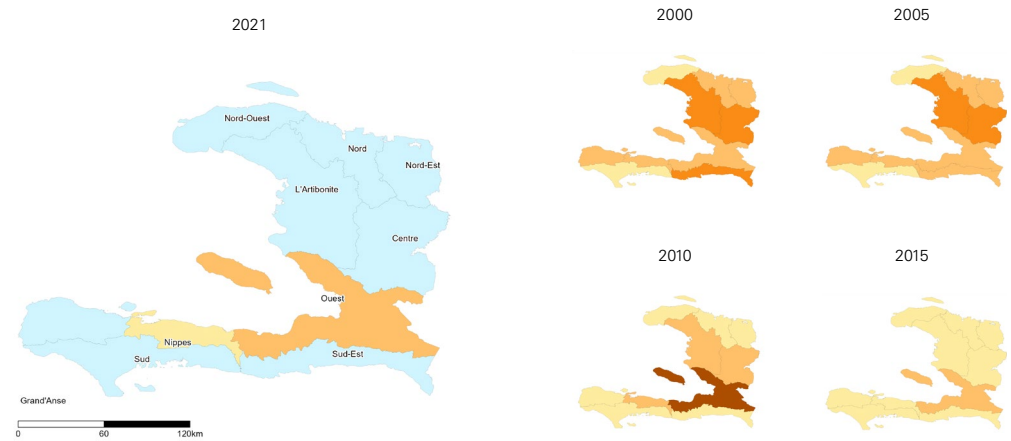 2021
2000
2005
Nord-Ouest
Nord
Nord-Est
L'Artibonite
Centre
2010
2015
Ouest
Nippes
Sud-Est
Sud
Grand'Anse
0 60 120km